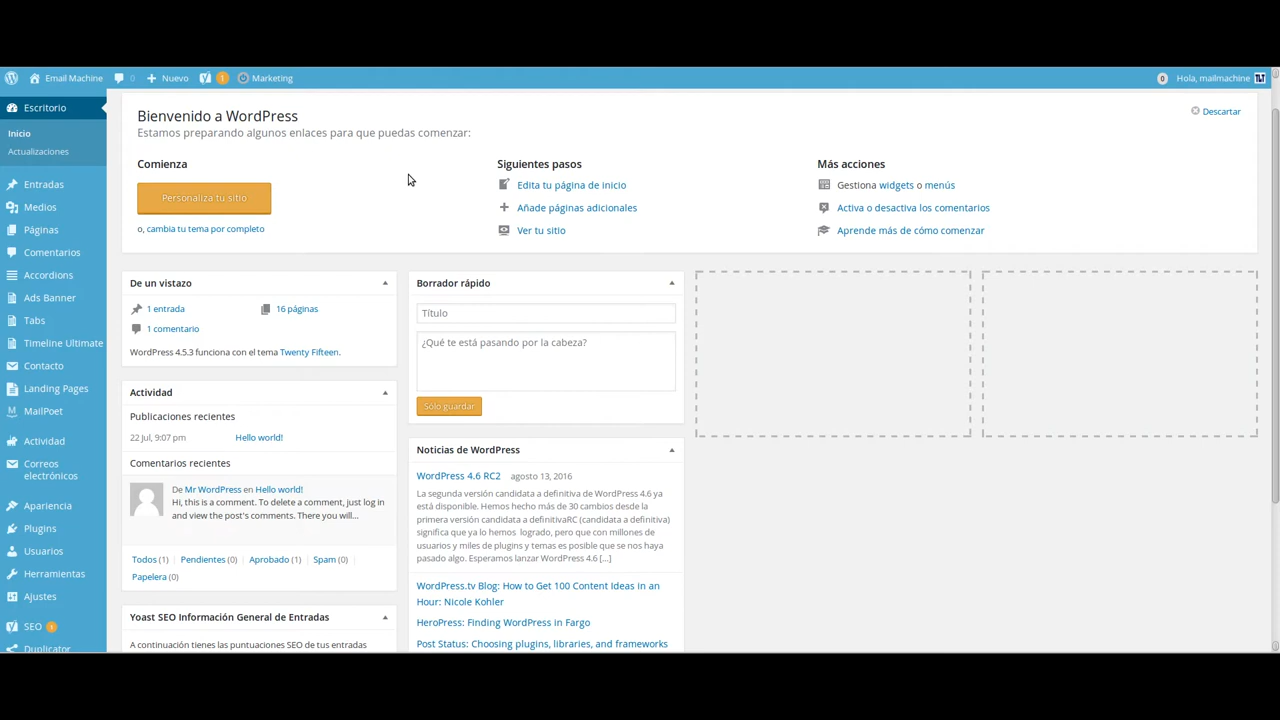 Email Machine
0
Nuevo
1
Marketing
0
Hola, mailmachine
Escritorio
Inicio
Actualizaciones
Entradas
Medios
Páginas
Comentarios
Accordions
Ads Banner
Tabs
Timeline Ultimate
Contacto
Landing Pages
MailPoet
Actividad
Correos
electrónicos
Apariencia
Plugins
Usuarios
Herramientas
Ajustes
SEO 1
Duplicator
Bienvenido a WordPress
Descartar
Estamos preparando algunos enlaces para que puedas comenzar:
Comienza
Personaliza tu sitio
o, cambia tu tema por completo
Siguientes pasos
Edita tu página de inicio
Añade páginas adicionales
Ver tu sitio
Más acciones
Gestiona widgets o menús
Activa o desactiva los comentarios
Aprende más de cómo comenzar
De un vistazo
1 entrada
16 páginas
1 comentario
WordPress 4.5.3 funciona con el tema Twenty Fifteen.
Actividad
Publicaciones recientes
22 Jul, 9:07 pm
Hello world!
Comentarios recientes
De Mr WordPress en Hello world!
Hi, this is a comment. To delete a comment, just log in
and view the post's comments. There you will...
Todos (1) | Pendientes (0) | Aprobado (1) | Spam (0) |
Papelera (0)
Yoast SEO Información General de Entradas
A continuación tienes las puntuaciones SEO de tus entradas
Borrador rápido
Título
¿Qué te está pasando por la cabeza?
Sólo guardar
Noticias de WordPress
WordPress 4.6 RC2 agosto 13, 2016
La segunda versión candidata a definitiva de WordPress 4.6 ya
está disponible. Hemos hecho más de 30 cambios desde la
primera versión candidata a definitivaRC (candidata a definitiva)
significa que ya lo hemos logrado, pero que con millones de
usuarios y miles de plugins y temas es posible que se nos haya
pasado algo. Esperamos lanzar WordPress 4.6 [...]
WordPress.tv Blog: How to Get 100 Content Ideas in an
Hour: Nicole Kohler
HeroPress: Finding WordPress in Fargo
Post Status: Choosing plugins, libraries, and frameworks